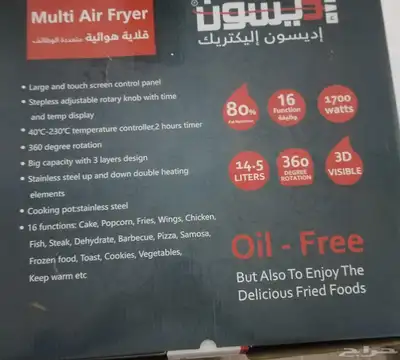 Multi Air Fryer
قلاية هوائية متعددة الوظائف
إديسون
إديسون إليكتريك
• Large and touch screen control panel
• Stepless adjustable rotary knob with time
and temp display
• 40℃-230℃ temperature controller,2 hours timer
• 360 degree rotation
• Big capacity with 3 layers design
• Stainless steel up and down double heating
elements
• Cooking pot:stainless steel
• 16 functions: Cake, Popcorn, Fries, Wings, Chicken,
Fish, Steak, Dehydrate, Barbecue, Pizza, Samosa,
Frozen food, Toast, Cookies, Vegetables,
Keep warm etc
80%
16
Function
1700
watts
14.5
LITERS
360
DEGREE
ROTATION
3D
VISIBLE
Oil - Free
But Also To Enjoy The
Delicious Fried Foods
حراج